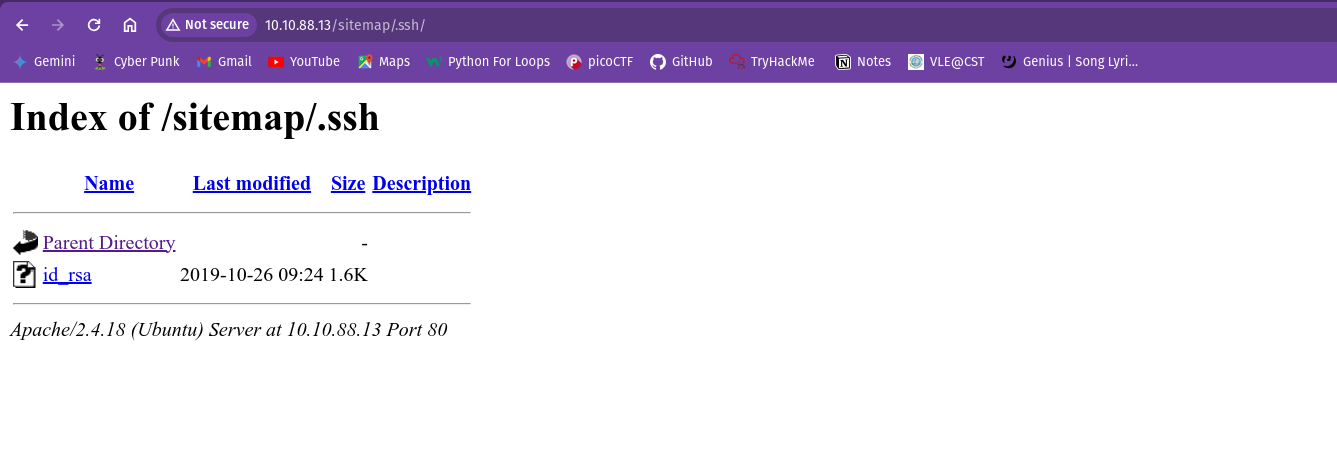 Not secure 10.10.88.13/sitemap/.ssh/
Gemini Cyber Punk Gmail YouTube Maps Python For Loops picoCTF GitHub TryHackMe Notes VLE@CST Genius | Song Lyri...
Index of /sitemap/.ssh
Name Last modified Size Description
Parent Directory -
id_rsa 2019-10-26 09:24 1.6K
Apache/2.4.18 (Ubuntu) Server at 10.10.88.13 Port 80